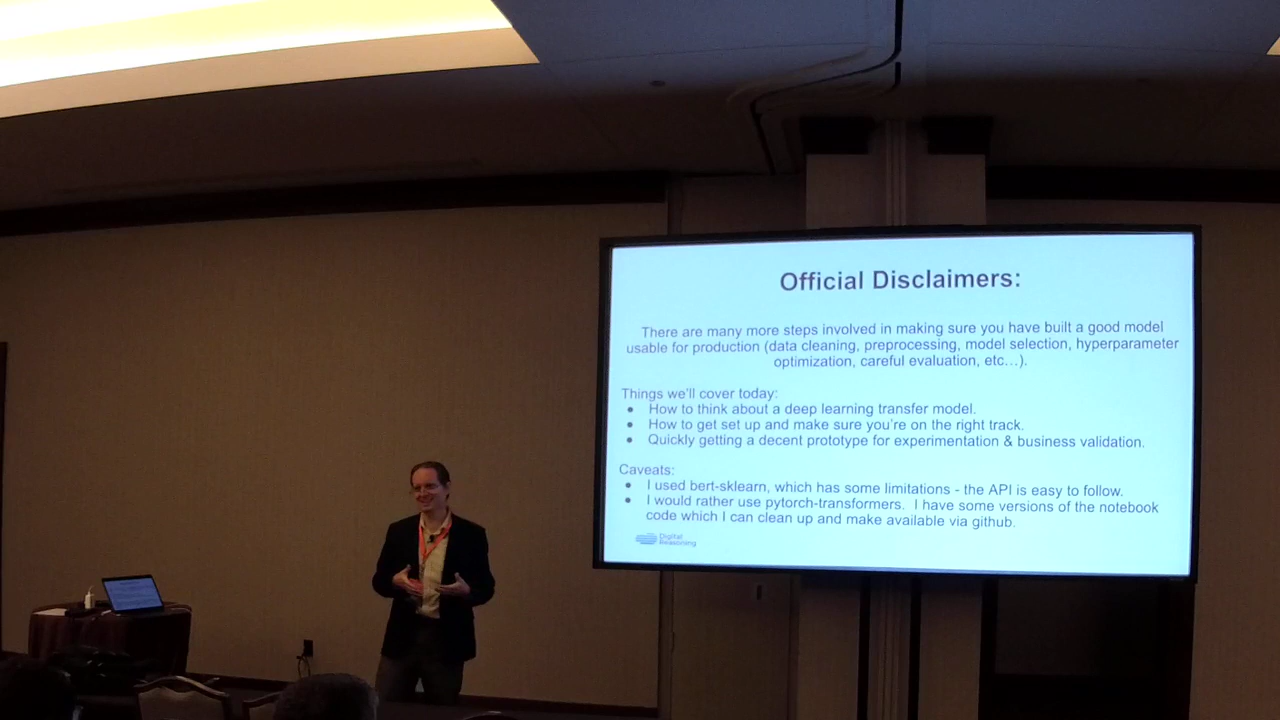 Official Disclaimers:
There are many more steps involved in making sure you have built a good model
usable for production (data cleaning, preprocessing, model selection, hyperparameter
optimization, careful evaluation, etc…).
Things we'll cover today:
● How to think about a deep learning transfer model.
● How to get set up and make sure you're on the right track.
● Quickly getting a decent prototype for experimentation & business validation.
Caveats:
● I used bert-sklearn, which has some limitations - the API is easy to follow.
● I would rather use pytorch-transformers. I have some versions of the notebook
code which I can clean up and make available via github.
Digital
Reasoning